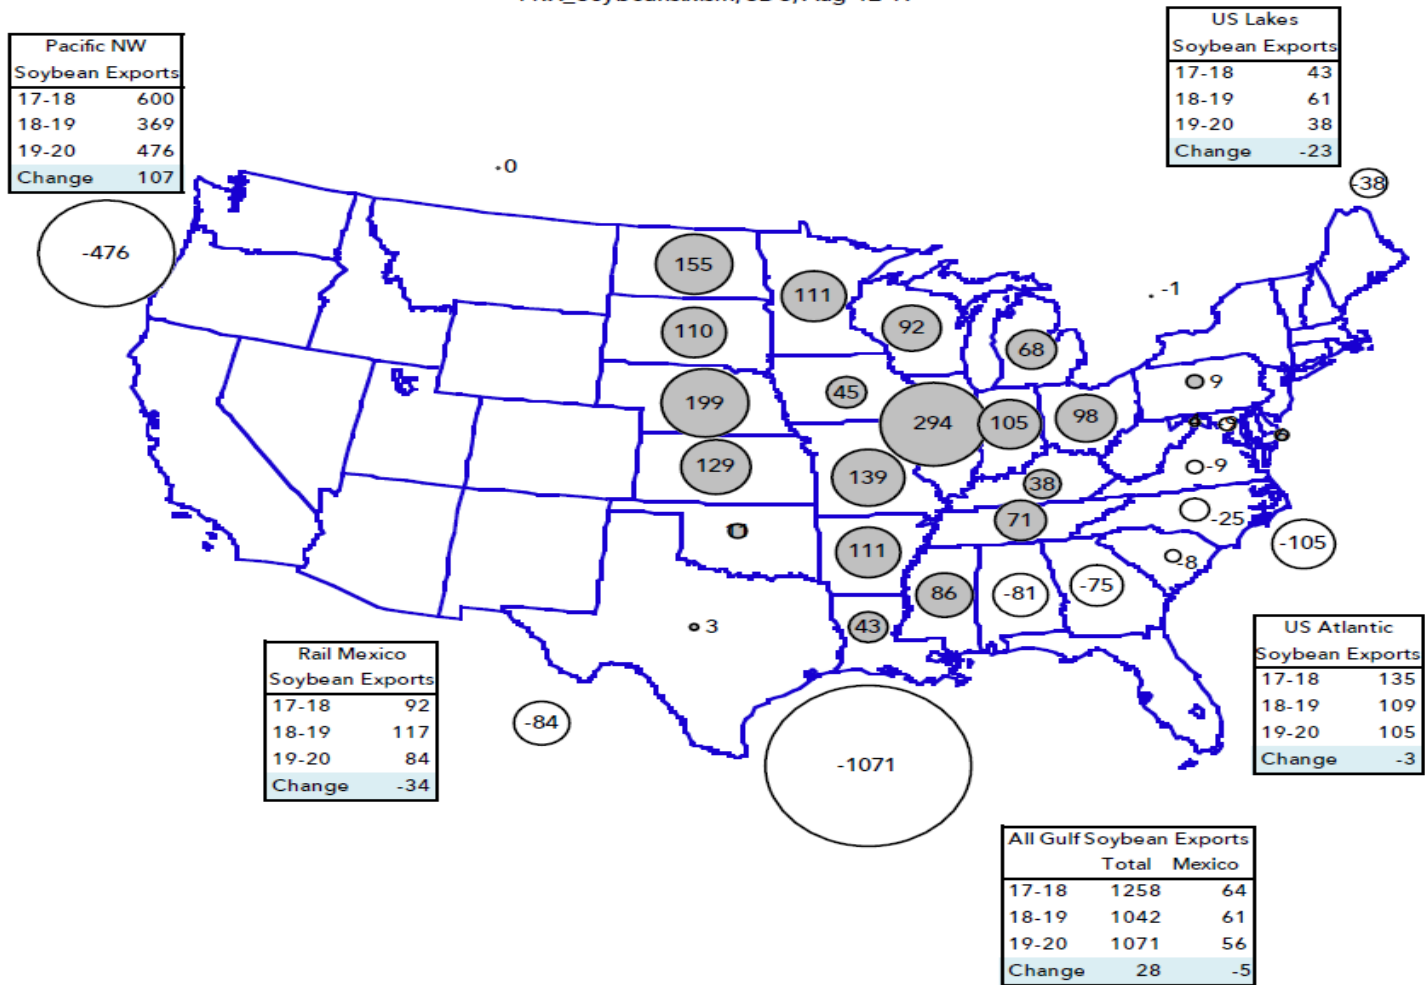 US Lakes
Soybean Exports
17-18 43
18-19 61
19-20 38
Change -23
Pacific NW
Soybean Exports
17-18 600
18-19 369
19-20 476
Change 107
0
-38
-476
155
111
-1
110
92
68
199
45
9
294
105
98
129
139
38
-9
71
-25
111
-105
-8
86
-81
-75
43
3
Rail Mexico
Soybean Exports
17-18 92
18-19 117
19-20 84
Change -34
US Atlantic
Soybean Exports
17-18 135
18-19 109
19-20 105
Change -3
-84
-1071
All Gulf Soybean Exports
Total Mexico
17-18 1258 64
18-19 1042 61
19-20 1071 56
Change 28 -5